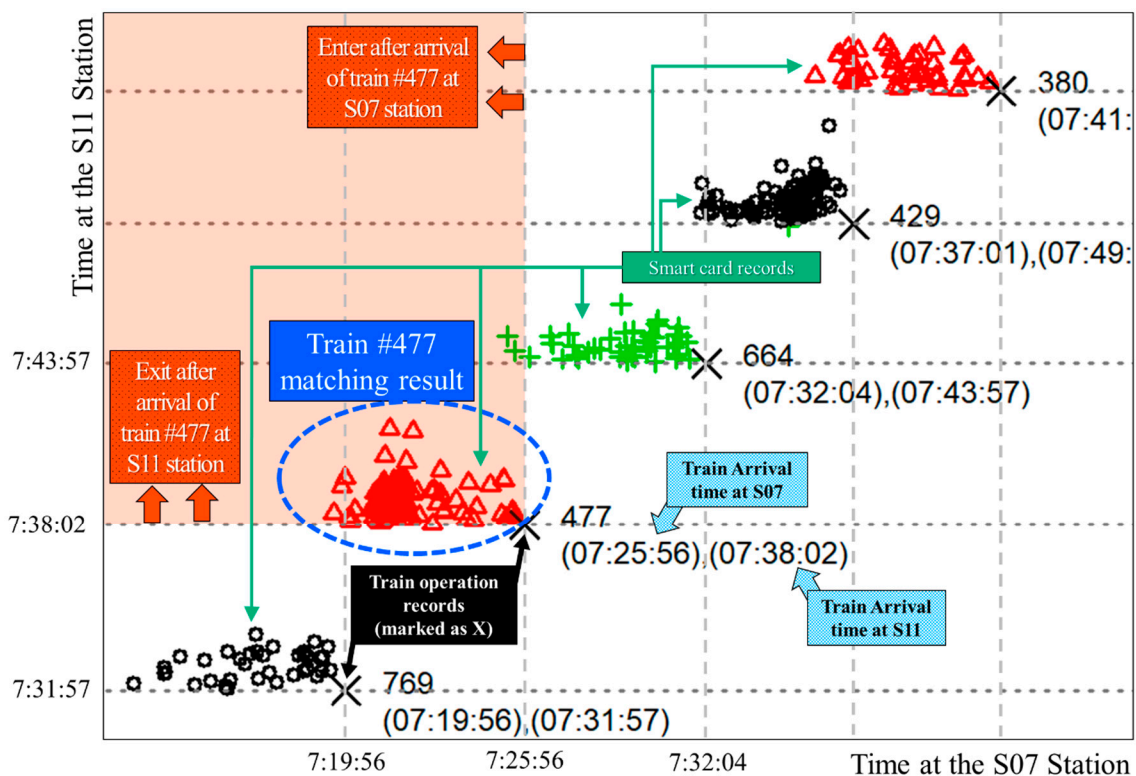 Time at the S11 Station
Enter after arrival
of train #477 at
S07 station
380
(07:41:
429
(07:37:01),(07:49:
Smart card records
Train #477
matching result
7:43:57
664
(07:32:04),(07:43:57)
Exit after
arrival of
train #477 at
S11 station
Train Arrival
time at S07
7:38:02
477
(07:25:56),(07:38:02)
Train operation
records
(marked as X)
Train Arrival
time at S11
7:31:57
769
(07:19:56),(07:31:57)
7:19:56
7:25:56
7:32:04
Time at the S07 Station